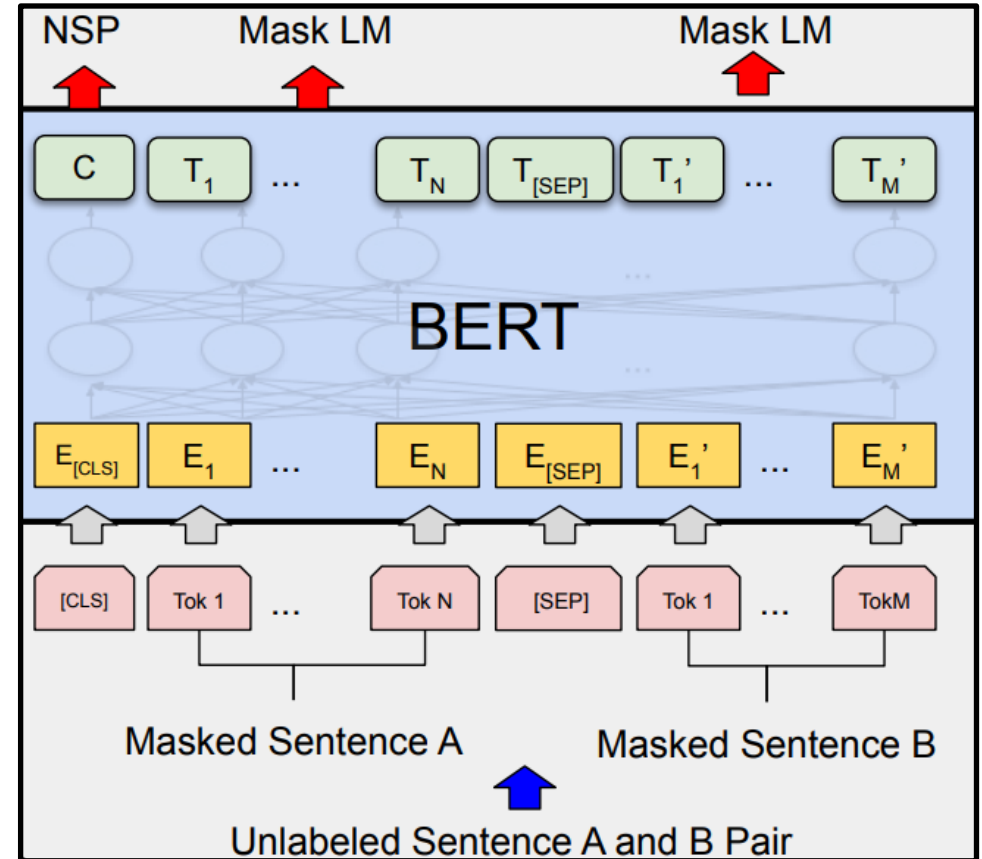 NSP Mask LM Mask LM
C T1 ... TN T[SEP] T1' ... TM'
...
BERT
...
E[CLS] E1 ... EN E[SEP] E1' ... EM'
[CLS] Tok 1 ... Tok N [SEP] Tok 1 ... TokM
Masked Sentence A Masked Sentence B
Unlabeled Sentence A and B Pair